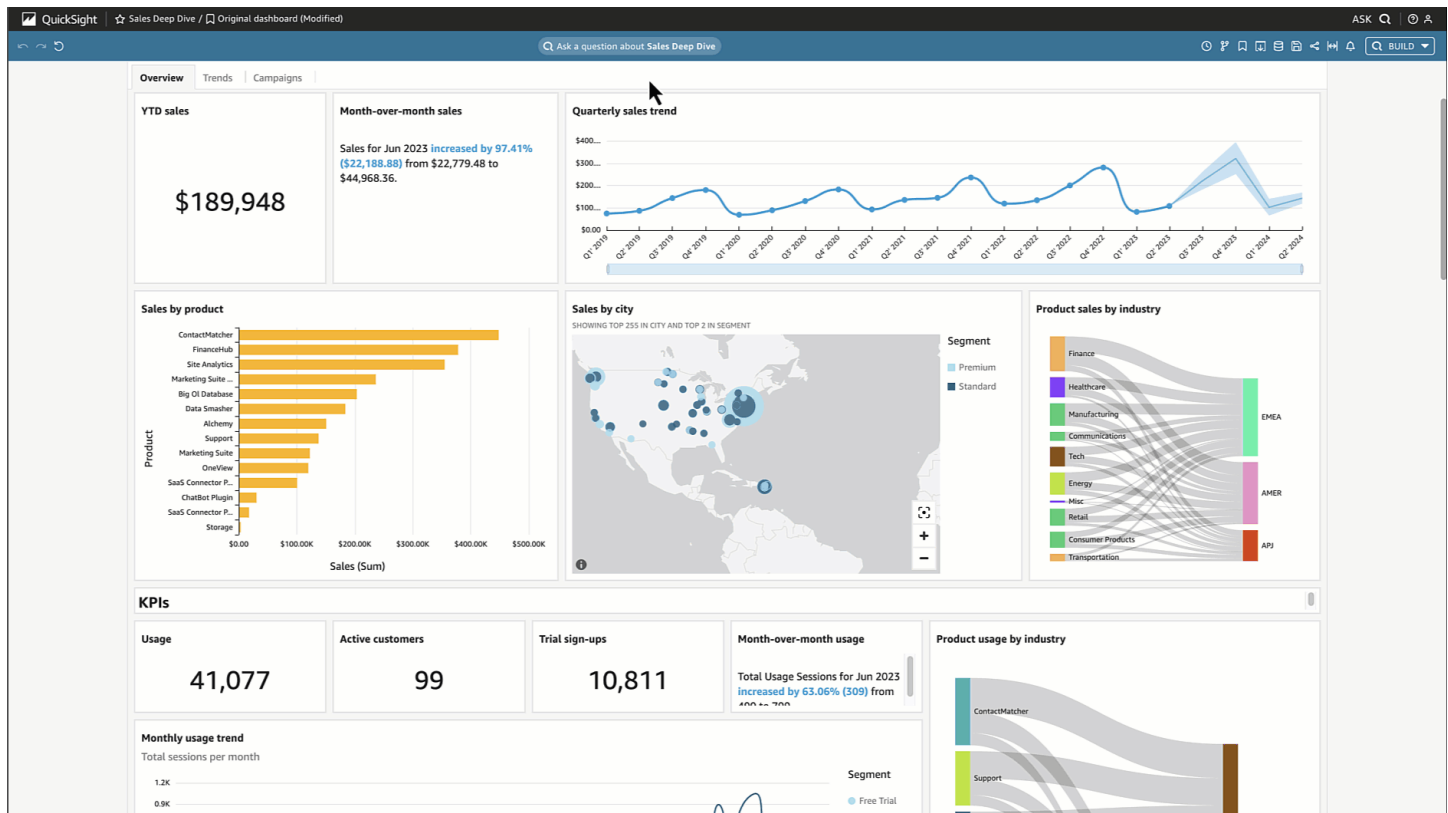 QuickSight
Sales Deep Dive / Original dashboard (Modified)
ASK
Ask a question about Sales Deep Dive
BUILD
Overview
Trends
Campaigns
YTD sales
$189,948
Month-over-month sales
Sales for Jun 2023 increased by 97.41%
($22,188.88) from $22,779.48 to
$44,968.36.
Quarterly sales trend
$400...
$300...
$200...
$100...
$0.00
Q1' 2019
Q2' 2019
Q3' 2019
Q4' 2019
Q1' 2020
Q2' 2020
Q3' 2020
Q4' 2020
Q1' 2021
Q2' 2021
Q3' 2021
Q4' 2021
Q1' 2022
Q2' 2022
Q3' 2022
Q4' 2022
Q1' 2023
Q2' 2023
Q3' 2023
Q4' 2023
Q1' 2024
Q2' 2024
Sales by product
Product
ContactMatcher
FinanceHub
Site Analytics
Marketing Suite ...
Big Ol Database
Data Smasher
Alchemy
Support
Marketing Suite
OneView
SaaS Connector P...
ChatBot Plugin
SaaS Connector P...
Storage
$0.00
$100.00K
$200.00K
$300.00K
$400.00K
$500.00K
Sales (Sum)
Sales by city
SHOWING TOP 255 IN CITY AND TOP 2 IN SEGMENT
Segment
Premium
Standard
Product sales by industry
Finance
Healthcare
Manufacturing
Communications
Tech
Energy
Misc
Retail
Consumer Products
Transportation
EMEA
AMER
APJ
KPIs
Usage
41,077
Active customers
99
Trial sign-ups
10,811
Month-over-month usage
Total Usage Sessions for Jun 2023
increased by 63.06% (309) from
Product usage by industry
ContactMatcher
Support
Monthly usage trend
Total sessions per month
1.2K
0.9K
Segment
Free Trial